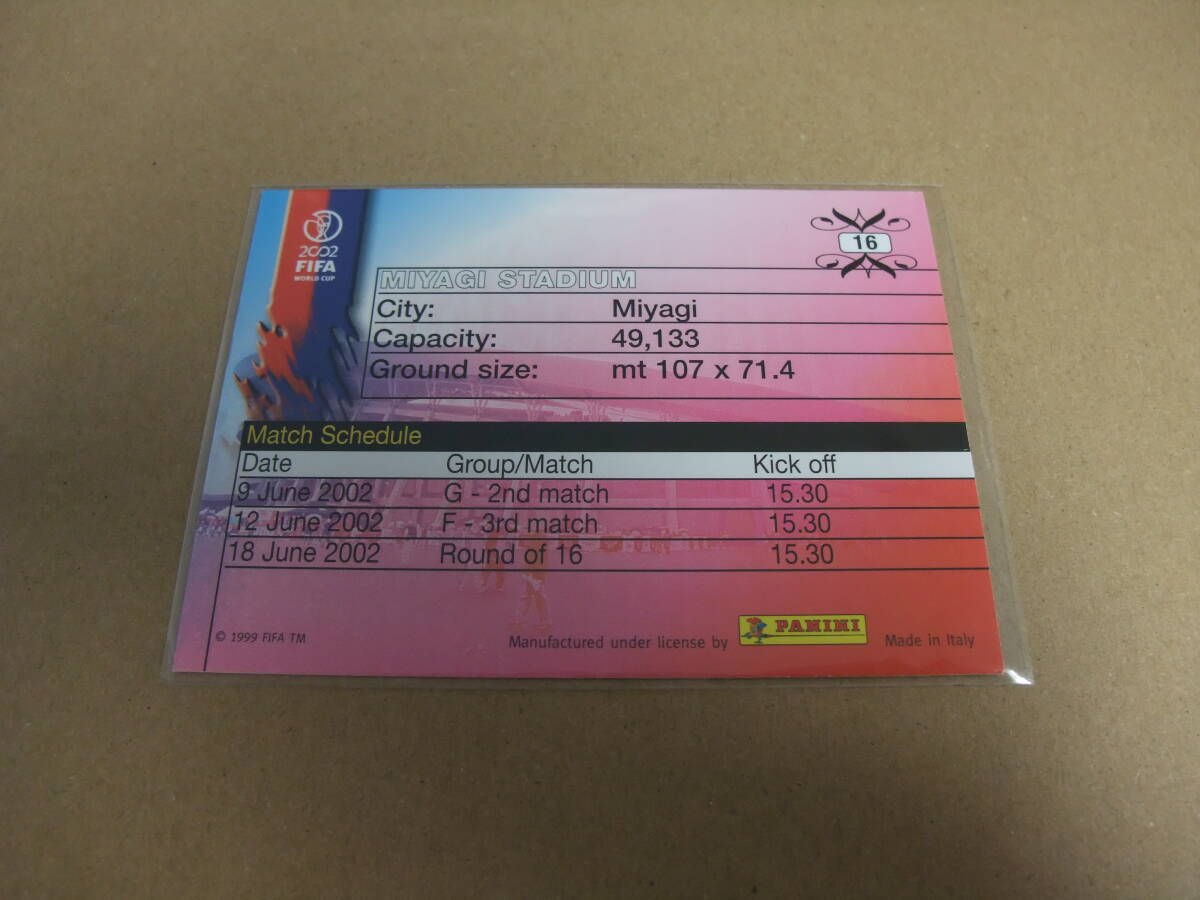 16
2002
FIFA
WORLD CUP
MIYAGI STADIUM
City: Miyagi
Capacity: 49,133
Ground size: mt 107 x 71.4
Match Schedule
Date Group/Match Kick off
9 June 2002 G - 2nd match 15.30
12 June 2002 F - 3rd match 15.30
18 June 2002 Round of 16 15.30
© 1999 FIFA TM
Manufactured under license by PANINI Made in Italy